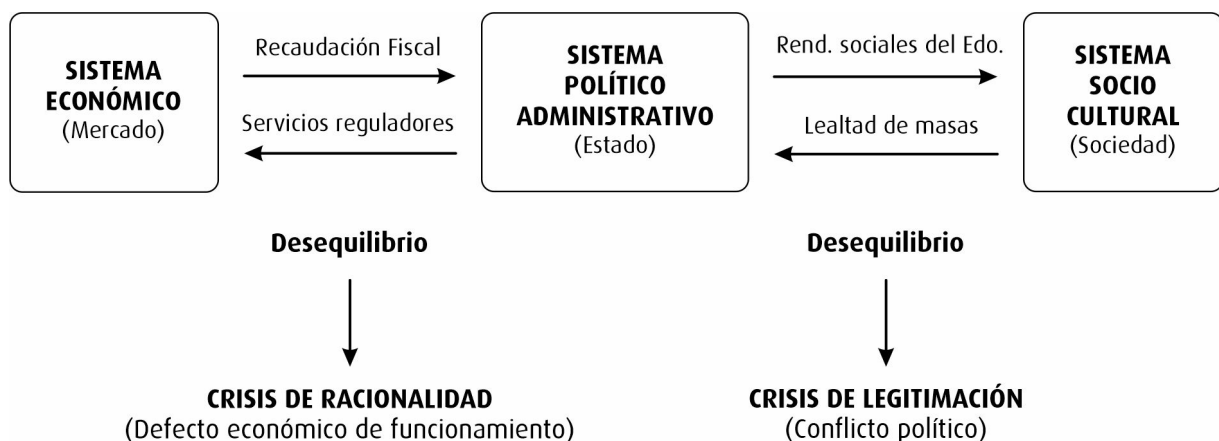 SISTEMA
ECONÓMICO
(Mercado)
Recaudación Fiscal
Servicios reguladores
SISTEMA
POLÍTICO
ADMINISTRATIVO
(Estado)
Rend. sociales del Edo.
Lealtad de masas
SISTEMA
SOCIO
CULTURAL
(Sociedad)
Desequilibrio
Desequilibrio
CRISIS DE RACIONALIDAD
(Defecto económico de funcionamiento)
CRISIS DE LEGITIMACIÓN
(Conflicto político)